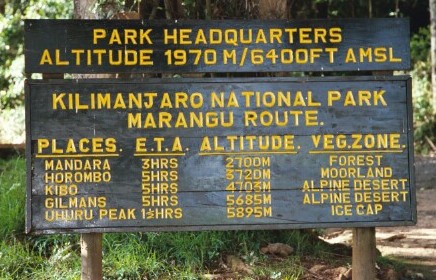 PARK HEADQUARTERS
ALTITUDE 1970 M/6400FT AMSL
KILIMANJARO NATIONAL PARK
MARANGU ROUTE.
PLACES. E.T.A. ALTITUDE. VEG.ZONE.
MANDARA 3HRS 2700M FOREST
HOROMBO 5HRS 3720M MOORLAND
KIBO 5HRS 4703M ALPINE DESERT
GILMANS 5HRS 5685M ALPINE DESERT
UHURU PEAK 1½HRS 5895M ICE CAP